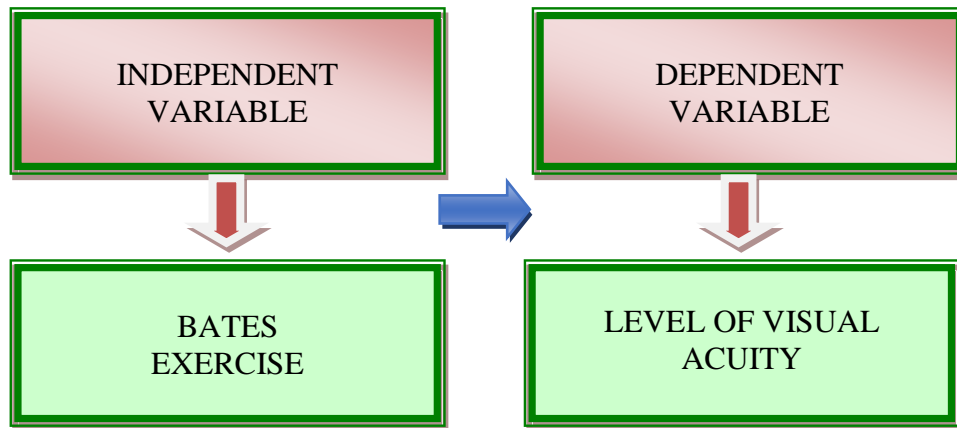 INDEPENDENT
VARIABLE
DEPENDENT
VARIABLE
BATES
EXERCISE
LEVEL OF VISUAL
ACUITY